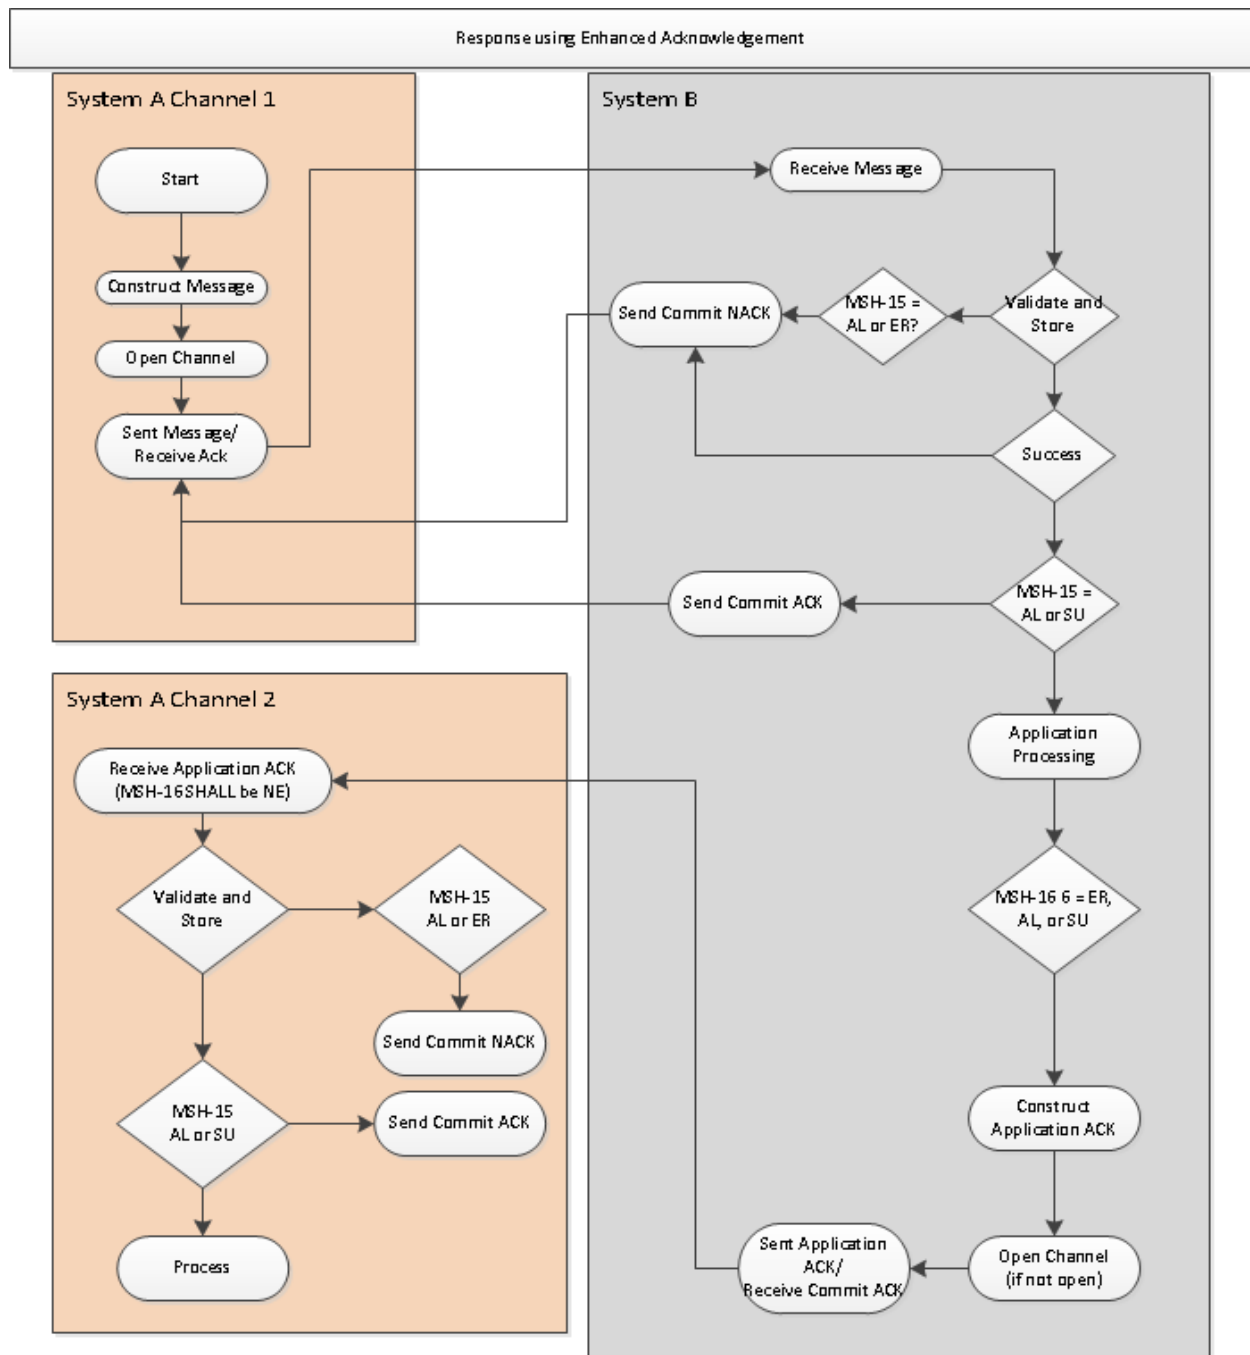 Response using Enhanced Acknowledgement
System A Channel 1
Start
Construct Message
Open Channel
Sent Message/
Receive Ack
System B
Receive Message
Validate and
Store
MSH-15 =
AL or ER?
Send Commit NACK
Success
MSH-15 =
AL or SU
Send Commit ACK
Application
Processing
MSH-16 6 = ER,
AL, or SU
Construct
Application ACK
Open Channel
(if not open)
Sent Application
ACK/
Receive Commit ACK
System A Channel 2
Receive Application ACK
(MSH-16 SHALL be NE)
Validate and
Store
MSH-15
AL or ER
Send Commit NACK
MSH-15
AL or SU
Send Commit ACK
Process